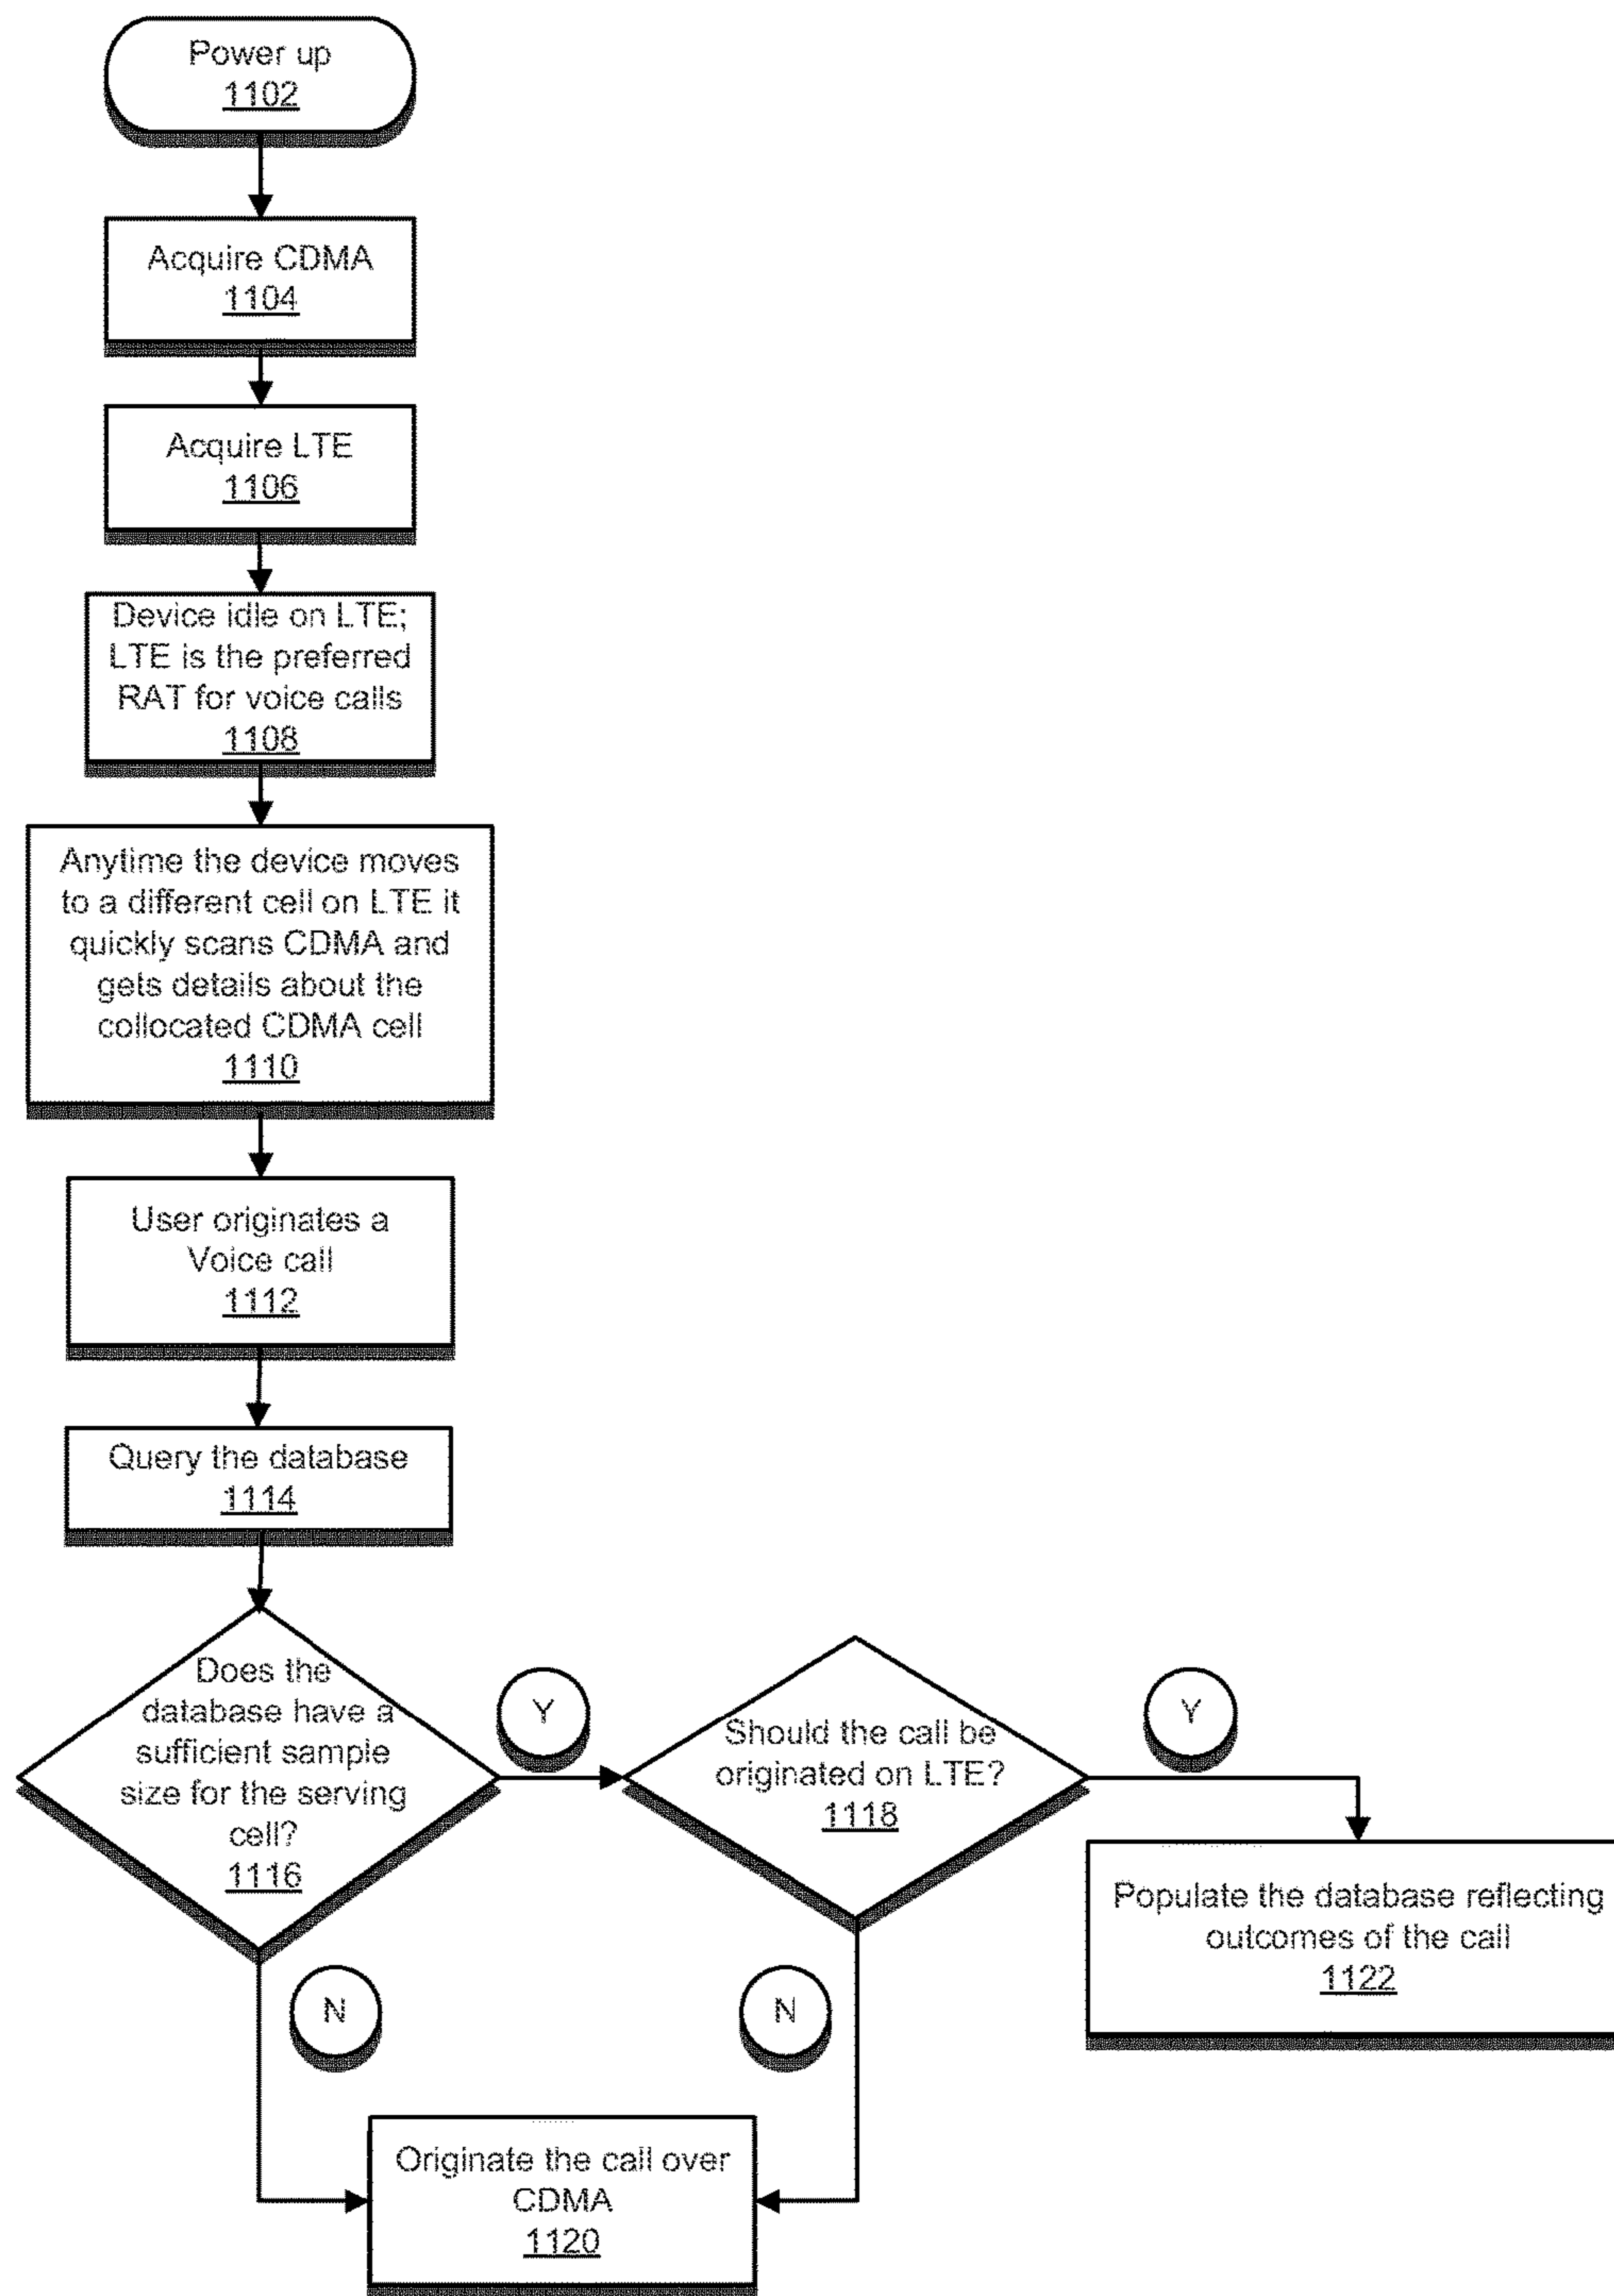 Power up
1102
Acquire CDMA
1104
Acquire LTE
1106
Device idle on LTE;
LTE is the preferred
RAT for voice calls
1108
Anytime the device moves
to a different cell on LTE it
quickly scans CDMA and
gets details about the
collocated CDMA cell
1110
User originates a
Voice call
1112
Query the database
1114
Does the
database have a
sufficient sample
size for the serving
cell?
1116
Y
Should the call be
originated on LTE?
1118
Y
Populate the database reflecting
outcomes of the call
1122
N
N
Originate the call over
CDMA
1120